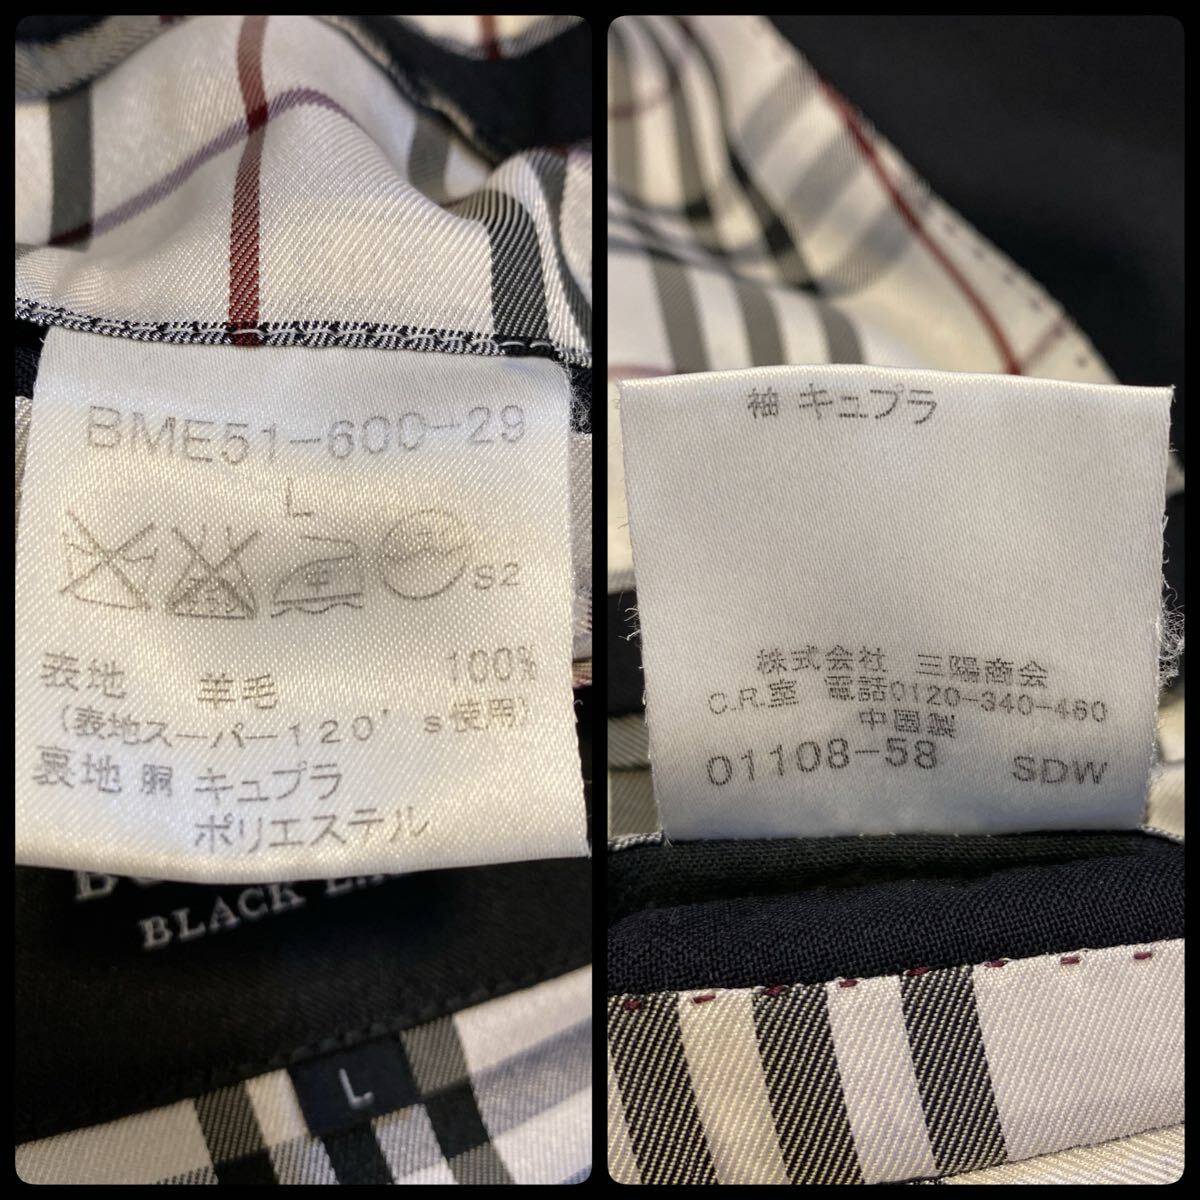 BME51-600-29
L
S2
表地 羊毛 100%
(表地スーパー120's使用)
裏地 胴 キュプラ
ポリエステル
BLACK
L
袖 キュプラ
株式会社 三陽商会
C.R.室 電話0120-340-460
中国製
01108-58 SDW